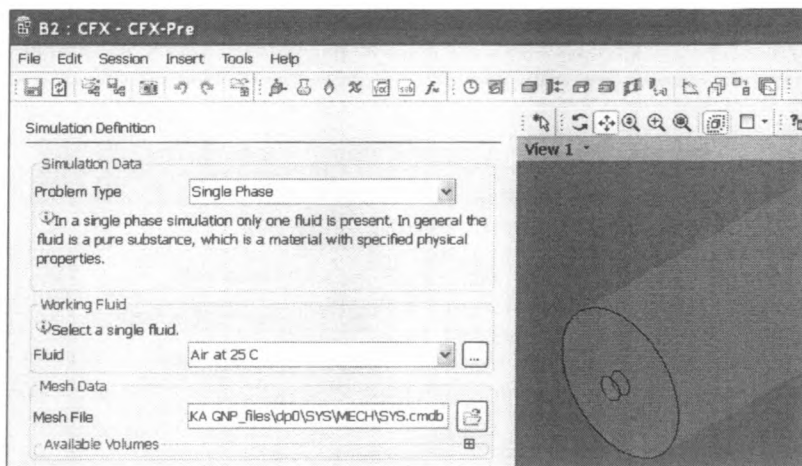 B2 : CFX - CFX-Pre
File Edit Session Insert Tools Help
Simulation Definition
View 1
Simulation Data
Problem Type Single Phase
In a single phase simulation only one fluid is present. In general the
fluid is a pure substance, which is a material with specified physical
properties.
Working Fluid
Select a single fluid.
Fluid Air at 25 C ...
Mesh Data
Mesh File KA GNP_files\dp0\SYS\MECH\SYS.cmdb
Available Volumes